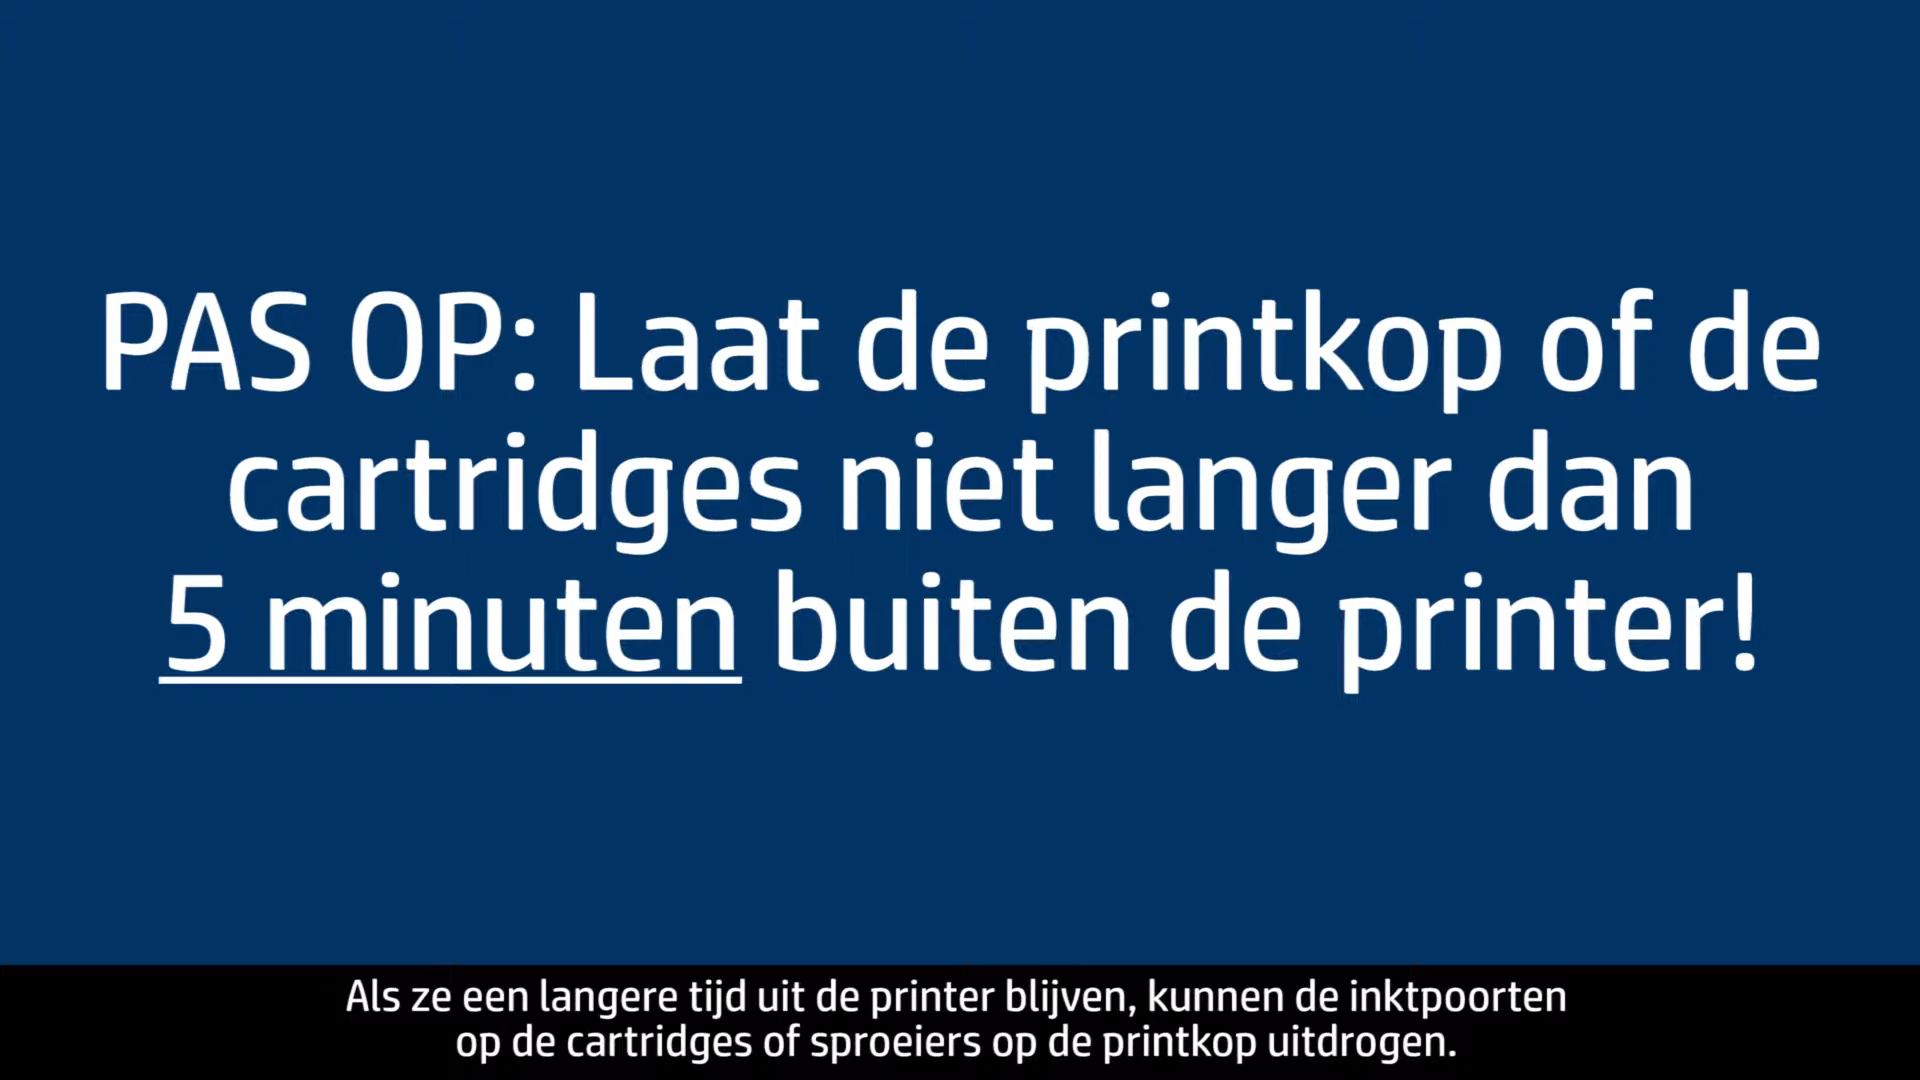 PAS OP: Laat de printkop of de
cartridges niet langer dan
5 minuten buiten de printer!
Als ze een langere tijd uit de printer blijven, kunnen de inktpoorten
op de cartridges of sproeiers op de printkop uitdrogen.